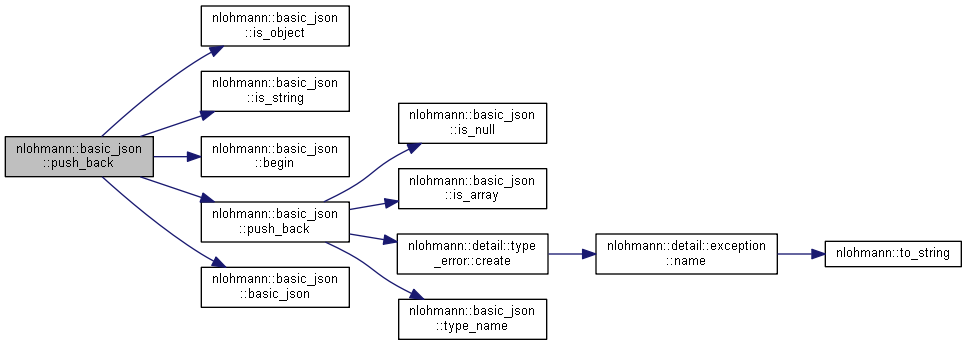 nlohmann::basic_json
::push_back
nlohmann::basic_json
::is_object
nlohmann::basic_json
::is_string
nlohmann::basic_json
::begin
nlohmann::basic_json
::push_back
nlohmann::basic_json
::basic_json
nlohmann::basic_json
::is_null
nlohmann::basic_json
::is_array
nlohmann::detail::type
_error::create
nlohmann::basic_json
::type_name
nlohmann::detail::exception
::name
nlohmann::to_string